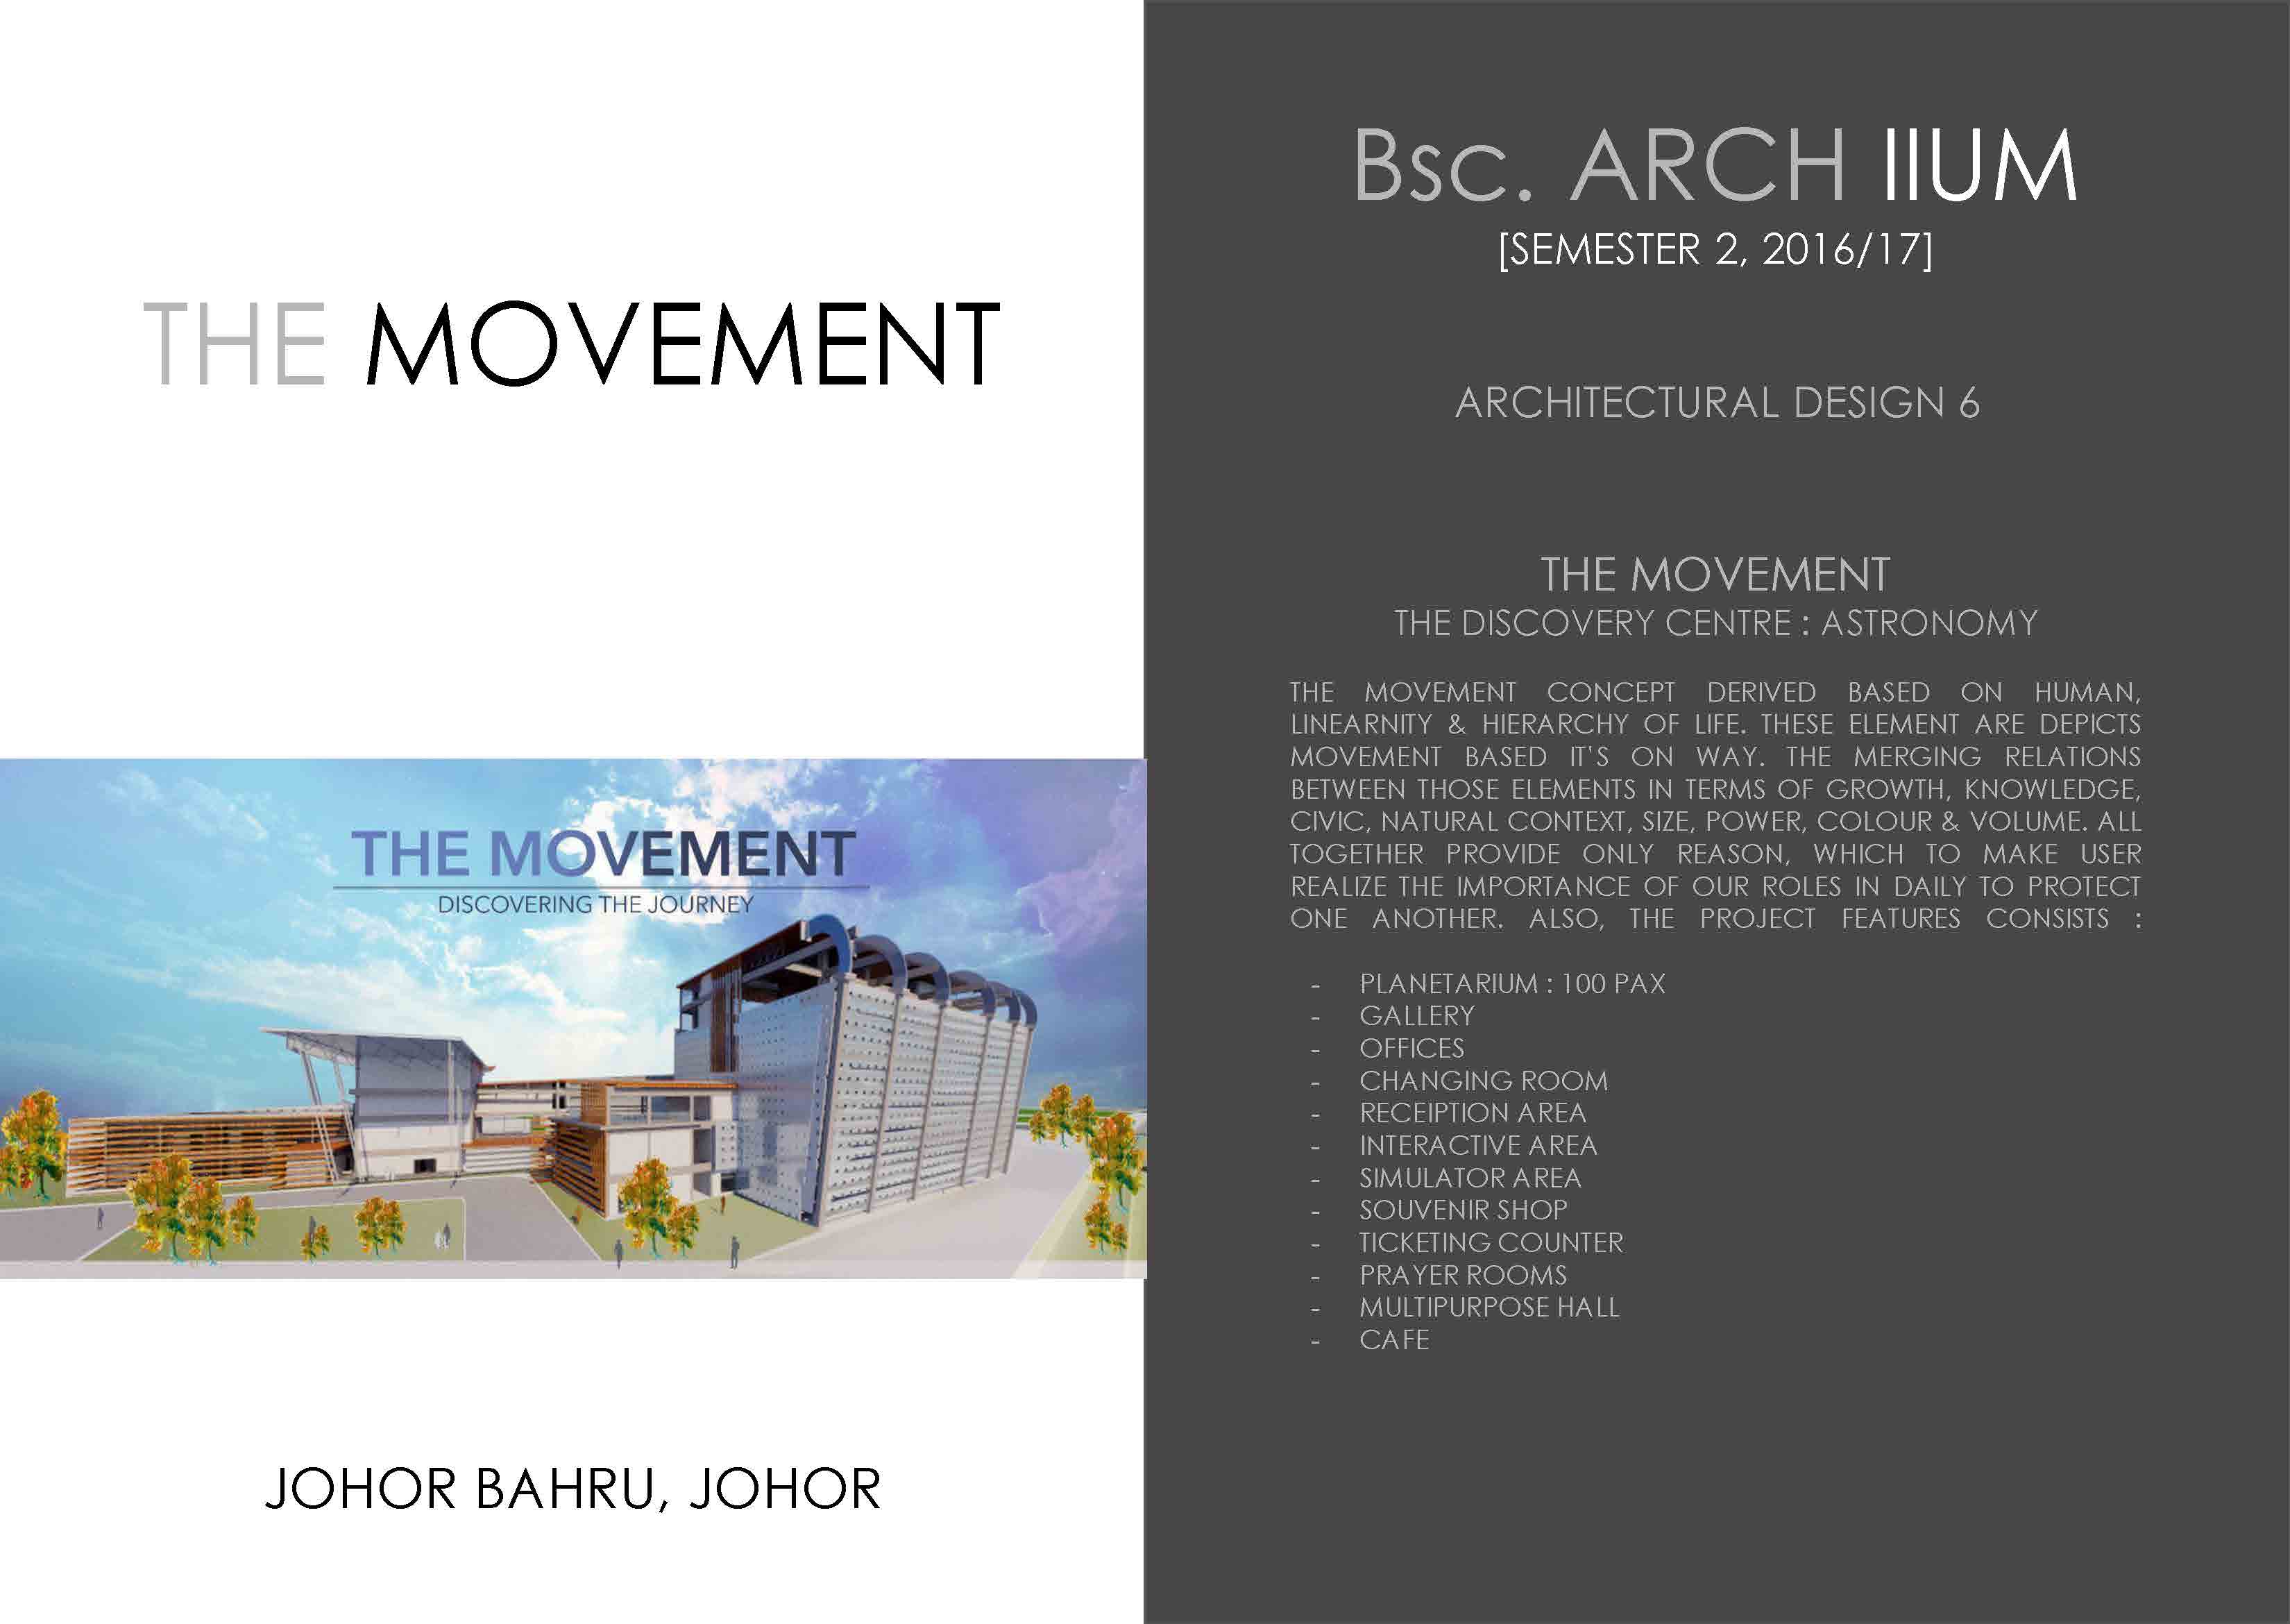 THE MOVEMENT
THE MOVEMENT
DISCOVERING THE JOURNEY
JOHOR BAHRU, JOHOR
Bsc. ARCH IIUM
[SEMESTER 2, 2016/17]
ARCHITECTURAL DESIGN 6
THE MOVEMENT
THE DISCOVERY CENTRE : ASTRONOMY
THE MOVEMENT CONCEPT DERIVED BASED ON HUMAN,
LINEARNITY & HIERARCHY OF LIFE. THESE ELEMENT ARE DEPICTS
MOVEMENT BASED IT'S ON WAY. THE MERGING RELATIONS
BETWEEN THOSE ELEMENTS IN TERMS OF GROWTH, KNOWLEDGE,
CIVIC, NATURAL CONTEXT, SIZE, POWER, COLOUR & VOLUME. ALL
TOGETHER PROVIDE ONLY REASON, WHICH TO MAKE USER
REALIZE THE IMPORTANCE OF OUR ROLES IN DAILY TO PROTECT
ONE ANOTHER. ALSO, THE PROJECT FEATURES CONSISTS :
- PLANETARIUM : 100 PAX
- GALLERY
- OFFICES
- CHANGING ROOM
- RECEIPTION AREA
- INTERACTIVE AREA
- SIMULATOR AREA
- SOUVENIR SHOP
- TICKETING COUNTER
- PRAYER ROOMS
- MULTIPURPOSE HALL
- CAFE